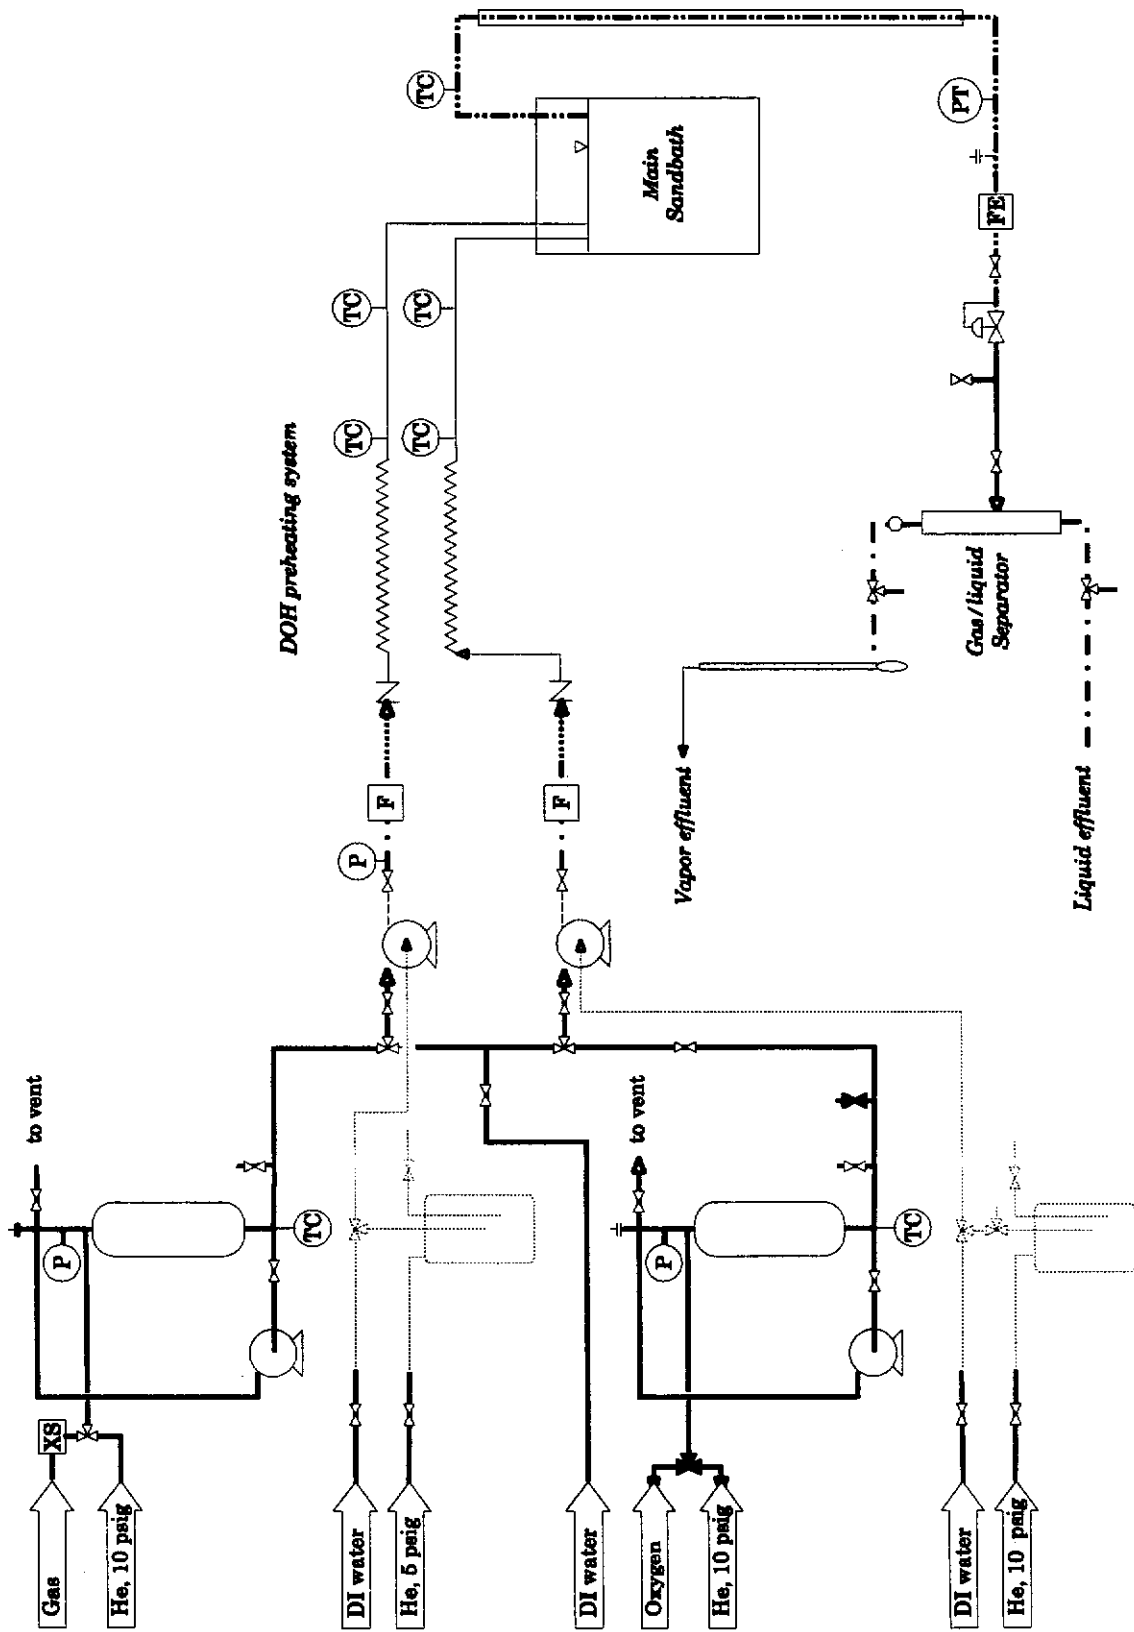 Gas
He, 10 psig
XS
P
to vent
TC
DI water
He, 5 psig
DI water
Oxygen
He, 10 psig
P
to vent
TC
DI water
He, 10 psig
P
F
F
DOH preheating system
TC
TC
TC
TC
TC
Main
Sandbath
PT
FE
Gas/liquid
Separator
Vapor effluent
Liquid effluent